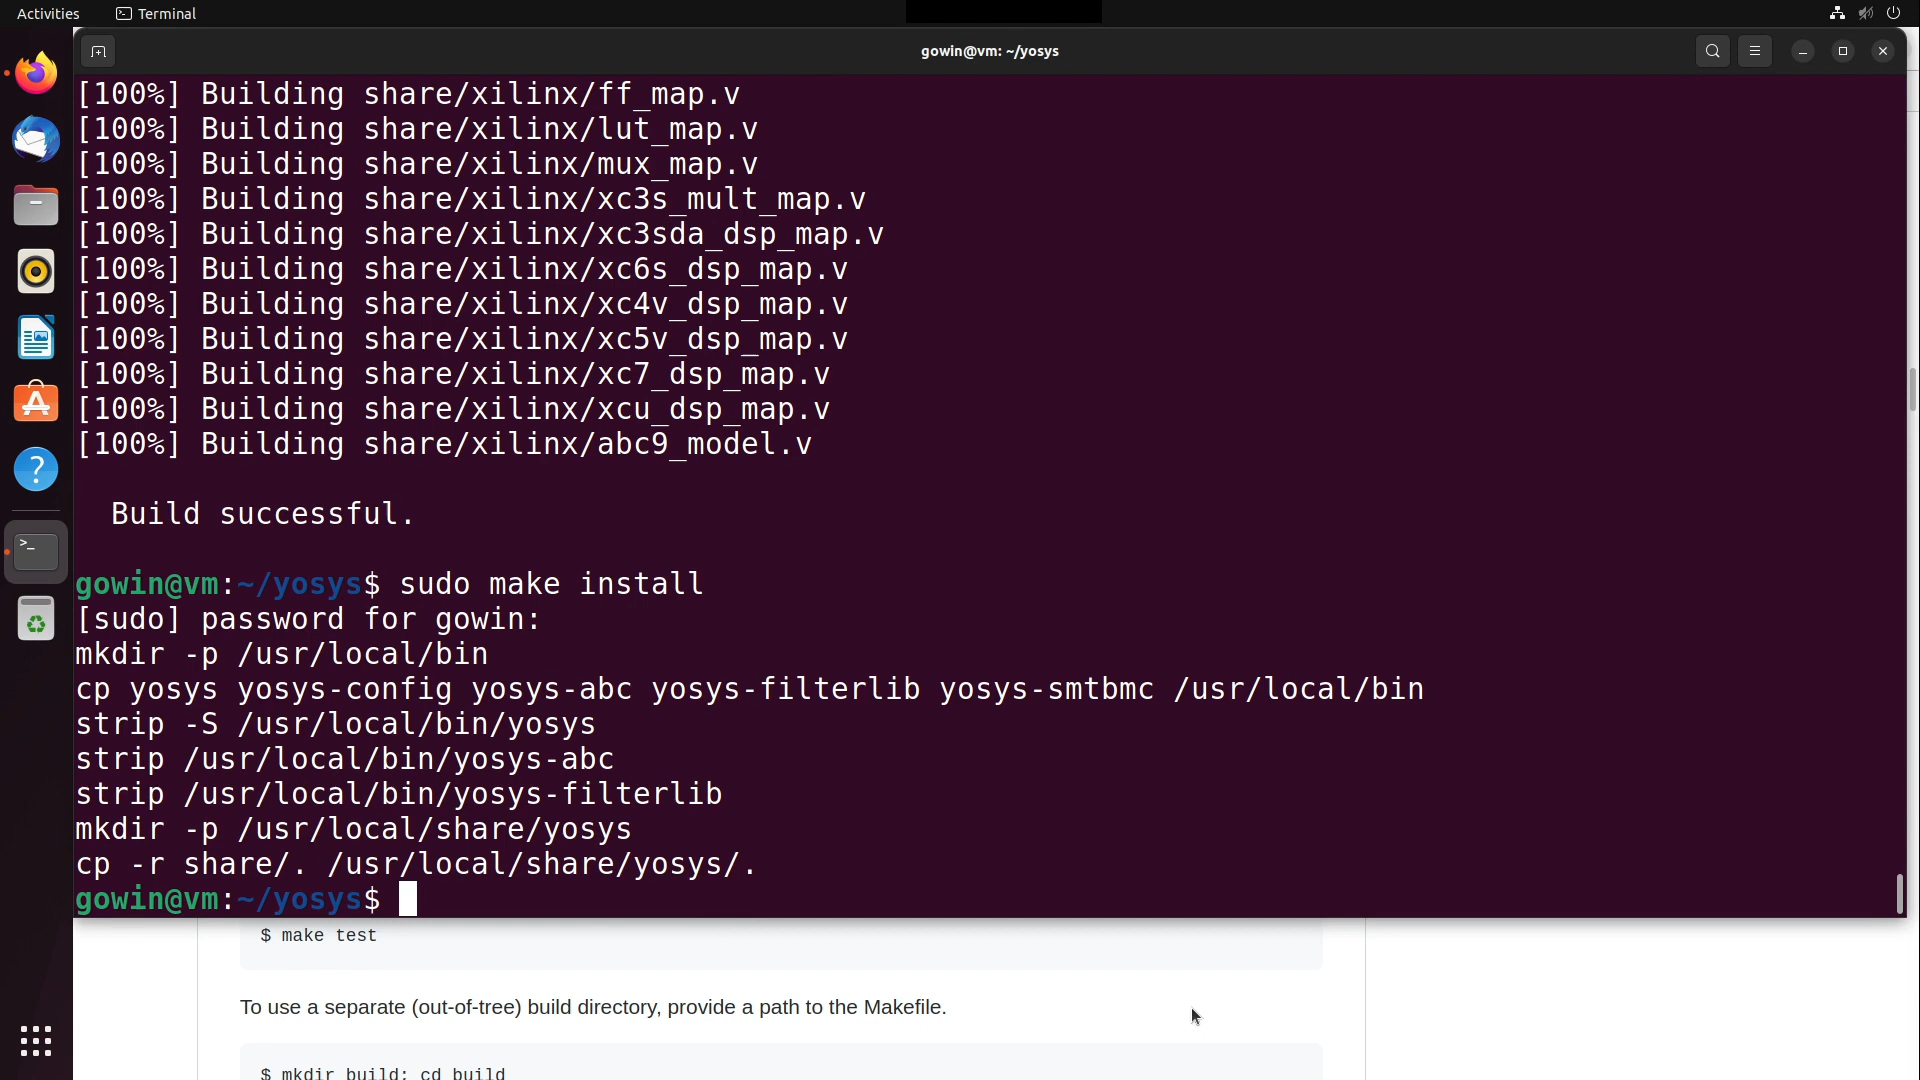 Activities
Terminal
gowin@vm: ~/yosys
[100%] Building share/xilinx/ff_map.v
[100%] Building share/xilinx/lut_map.v
[100%] Building share/xilinx/mux_map.v
[100%] Building share/xilinx/xc3s_mult_map.v
[100%] Building share/xilinx/xc3sda_dsp_map.v
[100%] Building share/xilinx/xc6s_dsp_map.v
[100%] Building share/xilinx/xc4v_dsp_map.v
[100%] Building share/xilinx/xc5v_dsp_map.v
[100%] Building share/xilinx/xc7_dsp_map.v
[100%] Building share/xilinx/xcu_dsp_map.v
[100%] Building share/xilinx/abc9_model.v
Build successful.
gowin@vm:~/yosys$ sudo make install
[sudo] password for gowin:
mkdir -p /usr/local/bin
cp yosys yosys-config yosys-abc yosys-filterlib yosys-smtbmc /usr/local/bin
strip -S /usr/local/bin/yosys
strip /usr/local/bin/yosys-abc
strip /usr/local/bin/yosys-filterlib
mkdir -p /usr/local/share/yosys
cp -r share/. /usr/local/share/yosys/.
gowin@vm:~/yosys$
$ make test
To use a separate (out-of-tree) build directory, provide a path to the Makefile.
$ mkdir build; cd build